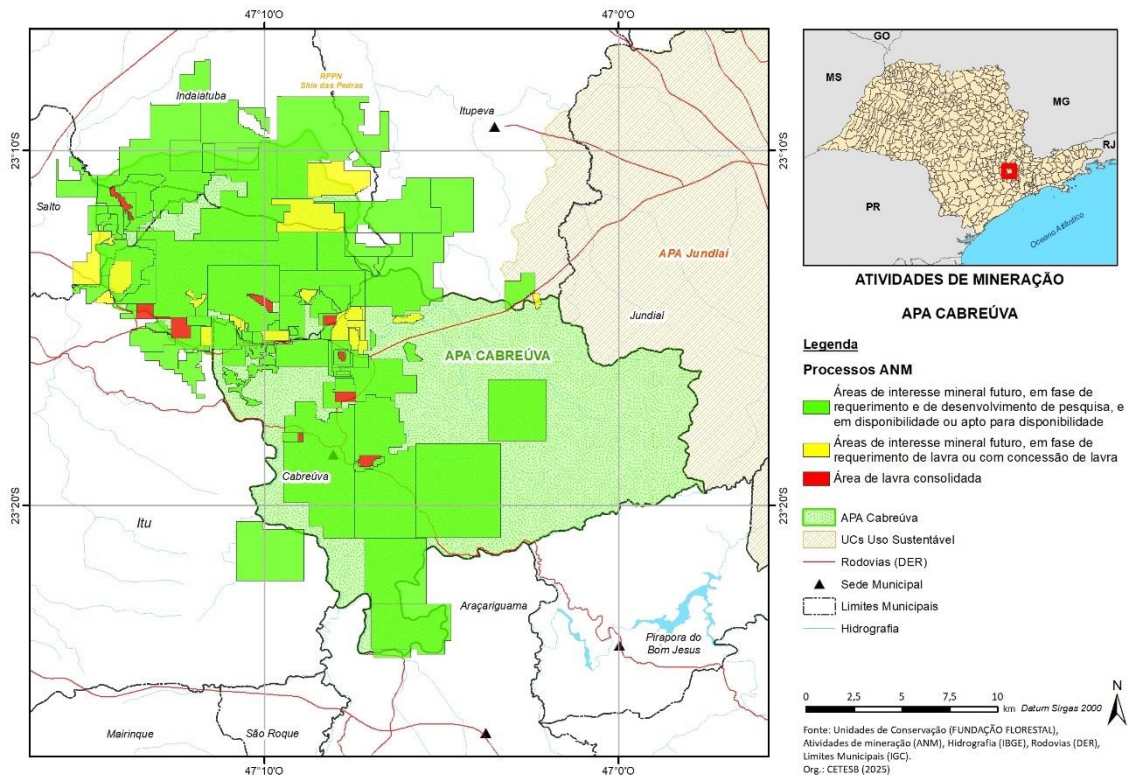 47°10'O
47°0'O
Indaiatuba
RPPN
Sitio das Pedras
Itupeva
23°10'S
23°10'S
Salto
APA Jundiaí
Jundiaí
APA CABREÚVA
Cabreúva
23°20'S
23°20'S
Itu
Araçariguama
Pirapora do
Bom Jesus
Mairinque
São Roque
47°10'O
47°0'O
GO
MS
MG
RJ
PR
Oceano Atlântico
ATIVIDADES DE MINERAÇÃO
APA CABREÚVA
Legenda
Processos ANM
Áreas de interesse mineral futuro, em fase de
requerimento e de desenvolvimento de pesquisa, e
em disponibilidade ou apto para disponibilidade
Áreas de interesse mineral futuro, em fase de
requerimento de lavra ou com concessão de lavra
Área de lavra consolidada
APA Cabreúva
UCs Uso Sustentável
Rodovias (DER)
Sede Municipal
Limites Municipais
Hidrografia
0 2,5 5 7,5 10
km Datum Sirgas 2000
N
Fonte: Unidades de Conservação (FUNDAÇÃO FLORESTAL),
Atividades de mineração (ANM), Hidrografia (IBGE), Rodovias (DER),
Limites Municipais (IGC).
Org.: CETESB (2025)